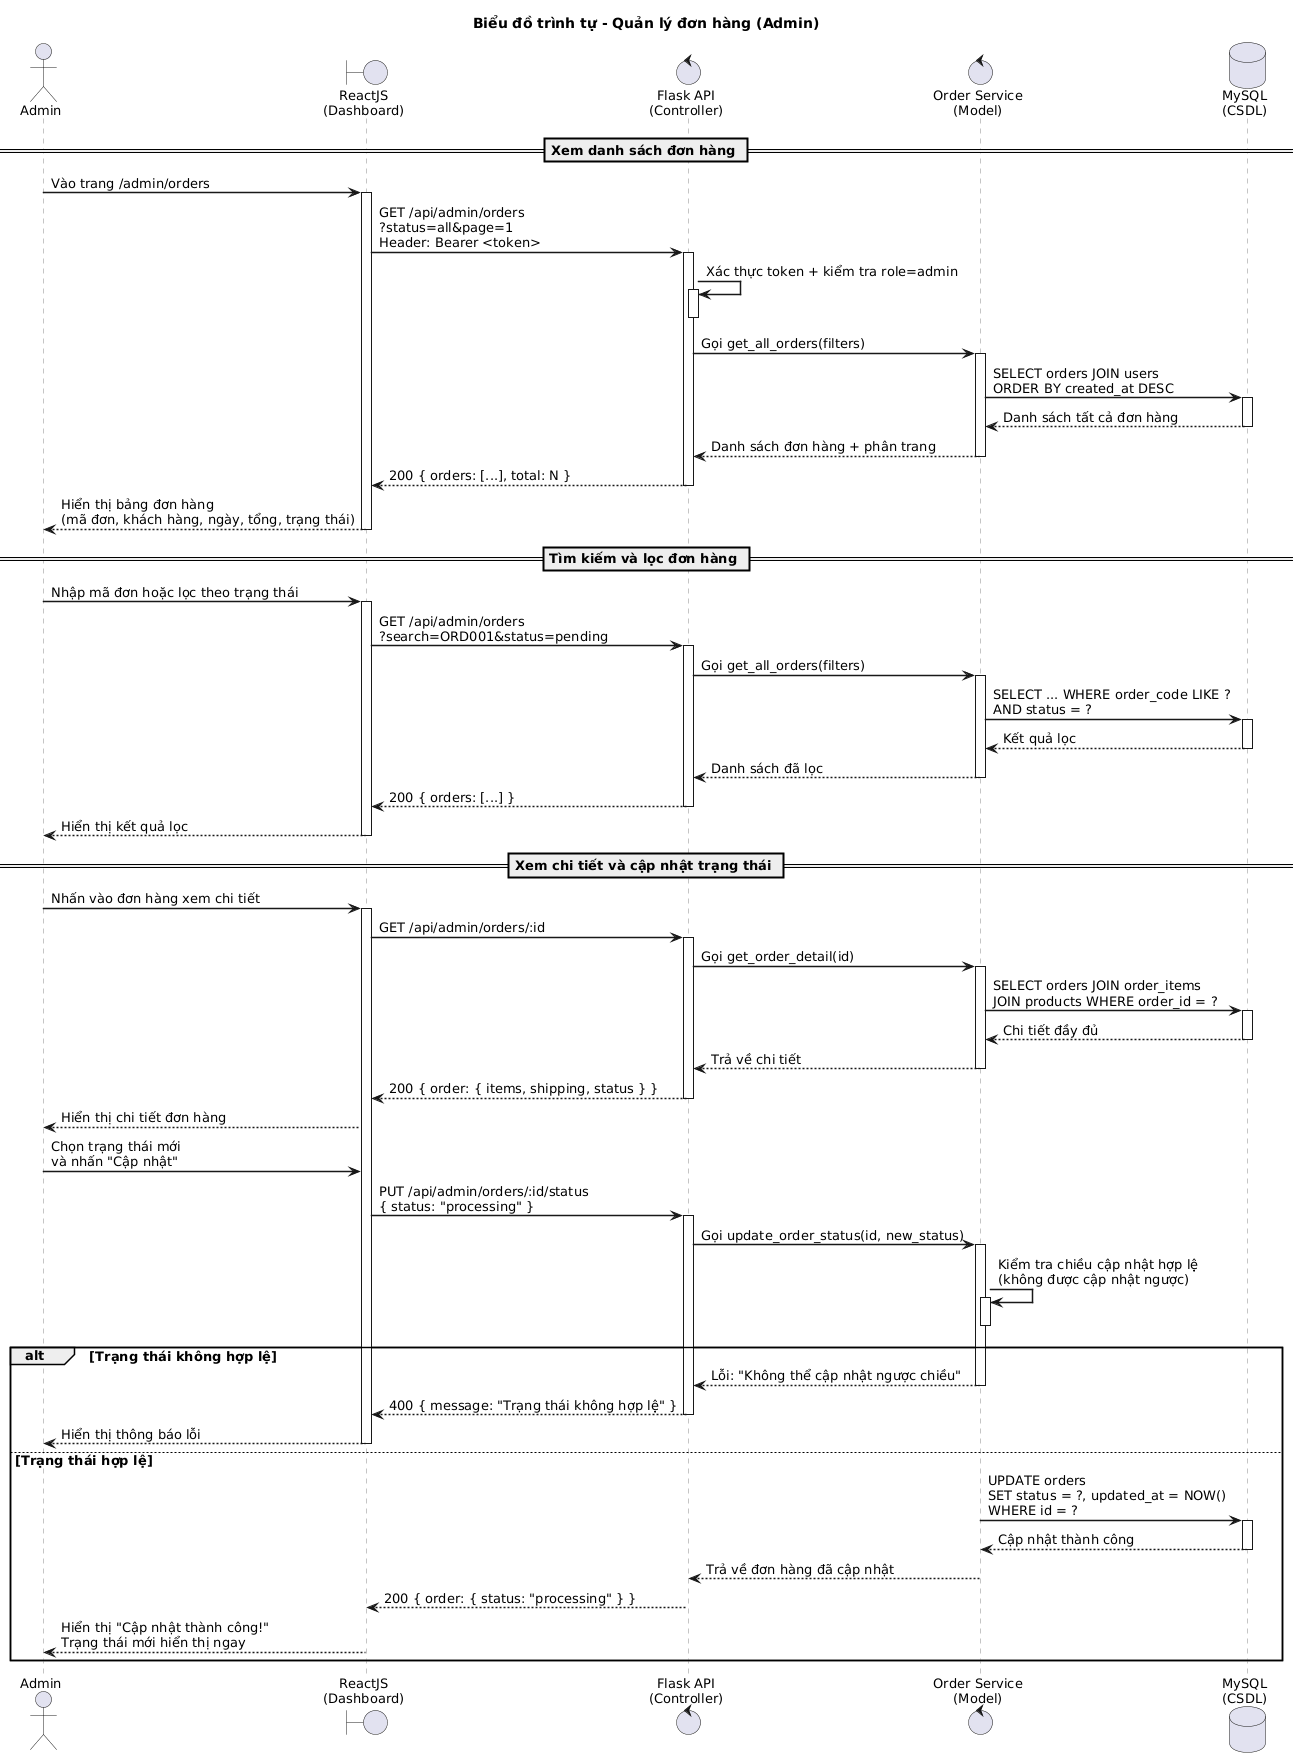 Biểu đồ trình tự - Quản lý đơn hàng (Admin)
Admin
ReactJS
(Dashboard)
Flask API
(Controller)
Order Service
(Model)
MySQL
(CSDL)
Xem danh sách đơn hàng
Vào trang /admin/orders
GET /api/admin/orders
?status=all&page=1
Header: Bearer <token>
Xác thực token + kiểm tra role=admin
Gọi get_all_orders(filters)
SELECT orders JOIN users
ORDER BY created_at DESC
Danh sách tất cả đơn hàng
Danh sách đơn hàng + phân trang
200 { orders: [...], total: N }
Hiển thị bảng đơn hàng
(mã đơn, khách hàng, ngày, tổng, trạng thái)
Tìm kiếm và lọc đơn hàng
Nhập mã đơn hoặc lọc theo trạng thái
GET /api/admin/orders
?search=ORD001&status=pending
Gọi get_all_orders(filters)
SELECT ... WHERE order_code LIKE ?
AND status = ?
Kết quả lọc
Danh sách đã lọc
200 { orders: [...] }
Hiển thị kết quả lọc
Xem chi tiết và cập nhật trạng thái
Nhấn vào đơn hàng xem chi tiết
GET /api/admin/orders/:id
Gọi get_order_detail(id)
SELECT orders JOIN order_items
JOIN products WHERE order_id = ?
Chi tiết đầy đủ
Trả về chi tiết
200 { order: { items, shipping, status } }
Hiển thị chi tiết đơn hàng
Chọn trạng thái mới
và nhấn "Cập nhật"
PUT /api/admin/orders/:id/status
{ status: "processing" }
Gọi update_order_status(id, new_status)
Kiểm tra chiều cập nhật hợp lệ
(không được cập nhật ngược)
alt [Trạng thái không hợp lệ]
Lỗi: "Không thể cập nhật ngược chiều"
400 { message: "Trạng thái không hợp lệ" }
Hiển thị thông báo lỗi
[Trạng thái hợp lệ]
UPDATE orders
SET status = ?, updated_at = NOW()
WHERE id = ?
Cập nhật thành công
Trả về đơn hàng đã cập nhật
200 { order: { status: "processing" } }
Hiển thị "Cập nhật thành công!"
Trạng thái mới hiển thị ngay
Admin
ReactJS
(Dashboard)
Flask API
(Controller)
Order Service
(Model)
MySQL
(CSDL)